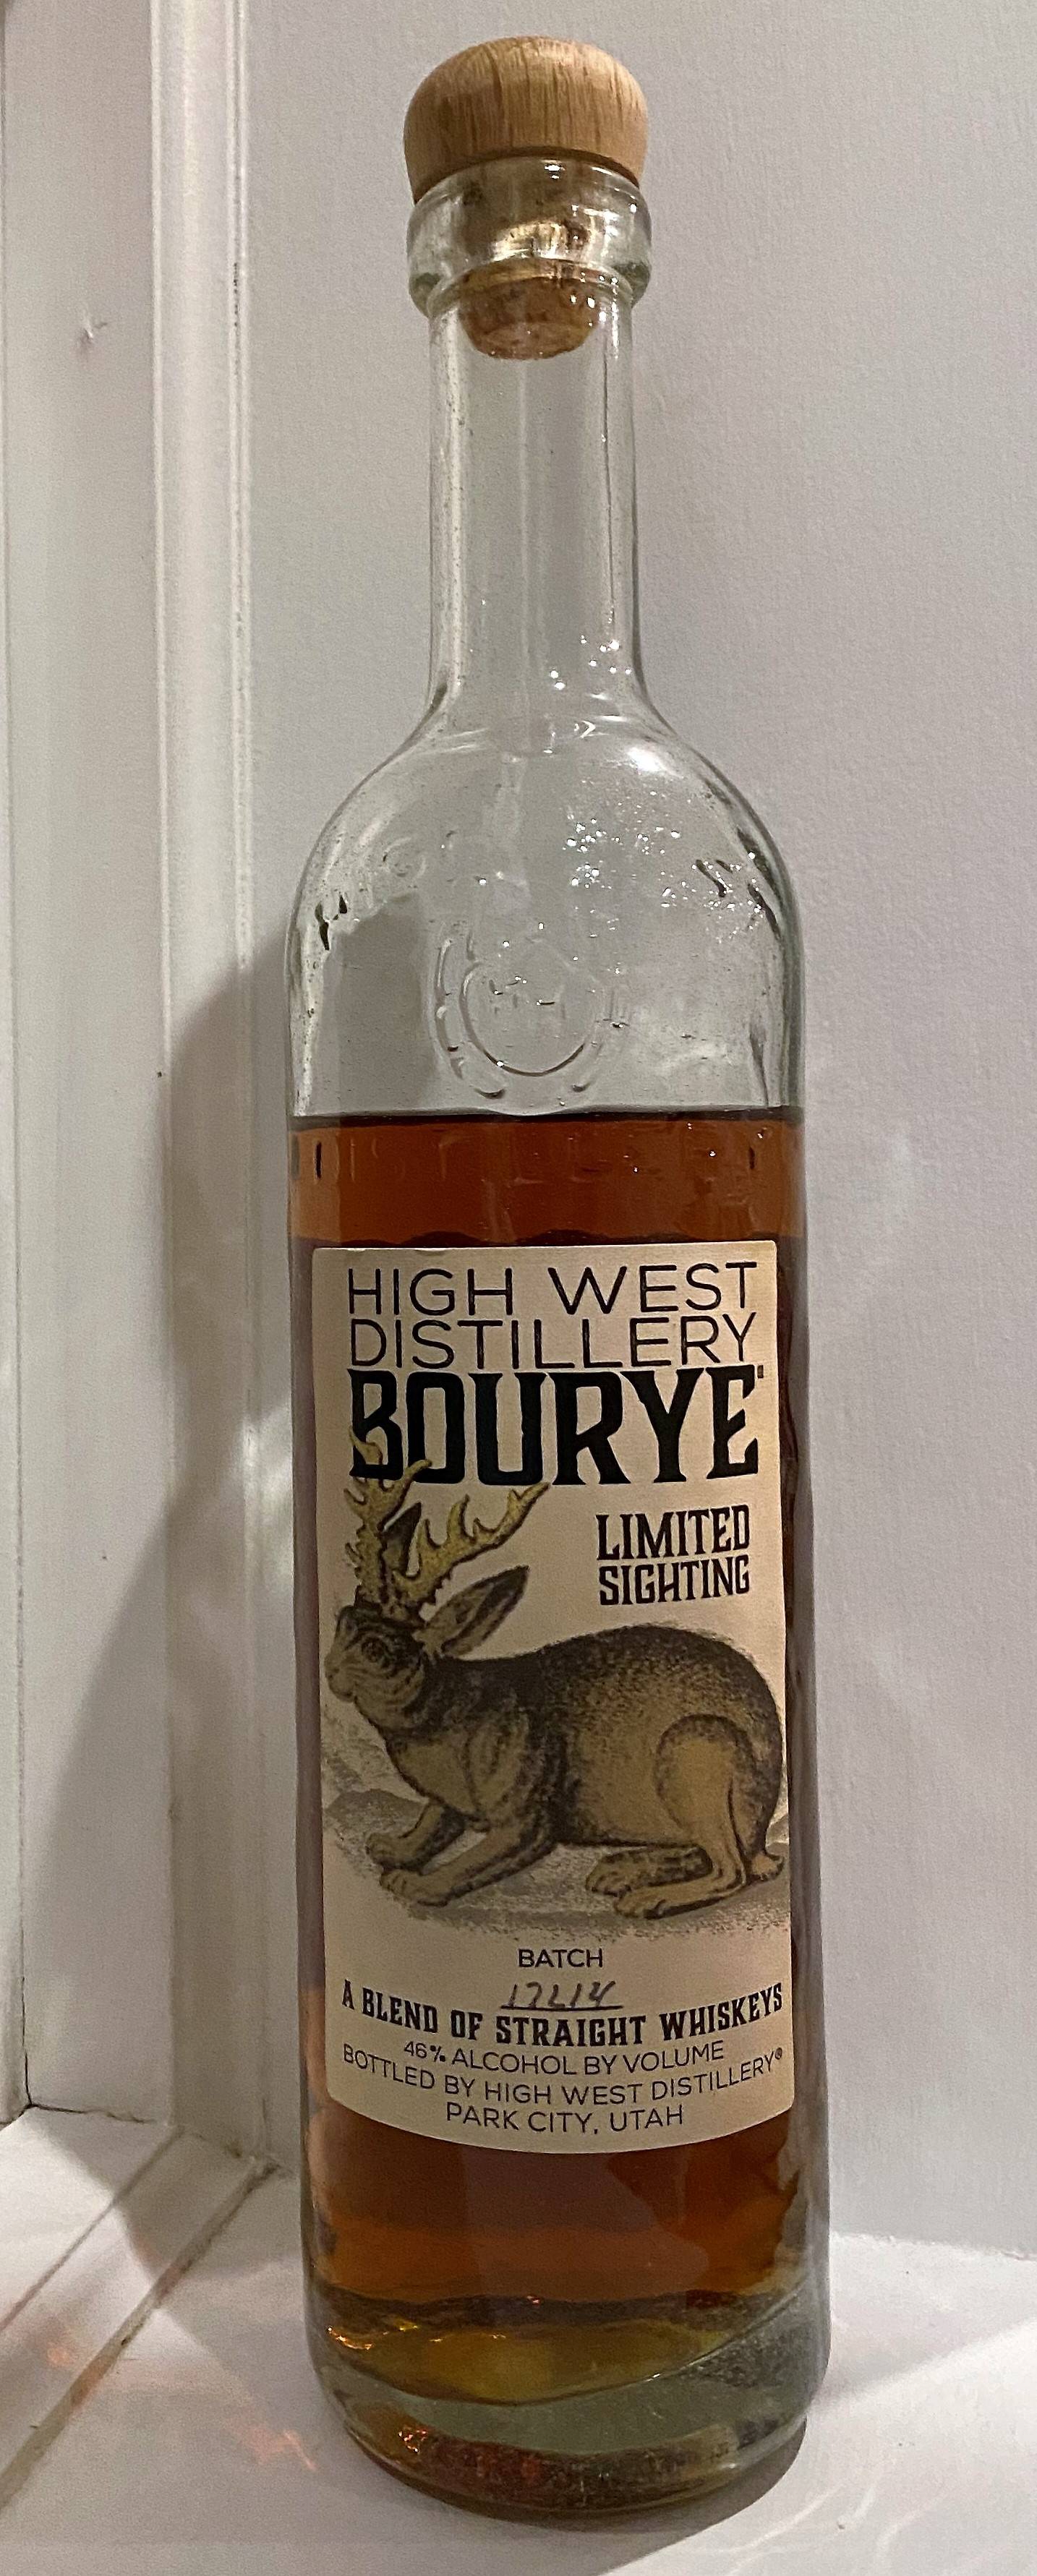 HIGH WEST
DISTILLERY
BOURYE®
LIMITED
SIGHTING
BATCH
17L14
A BLEND OF STRAIGHT WHISKEYS
46% ALCOHOL BY VOLUME
BOTTLED BY HIGH WEST DISTILLERY®
PARK CITY, UTAH